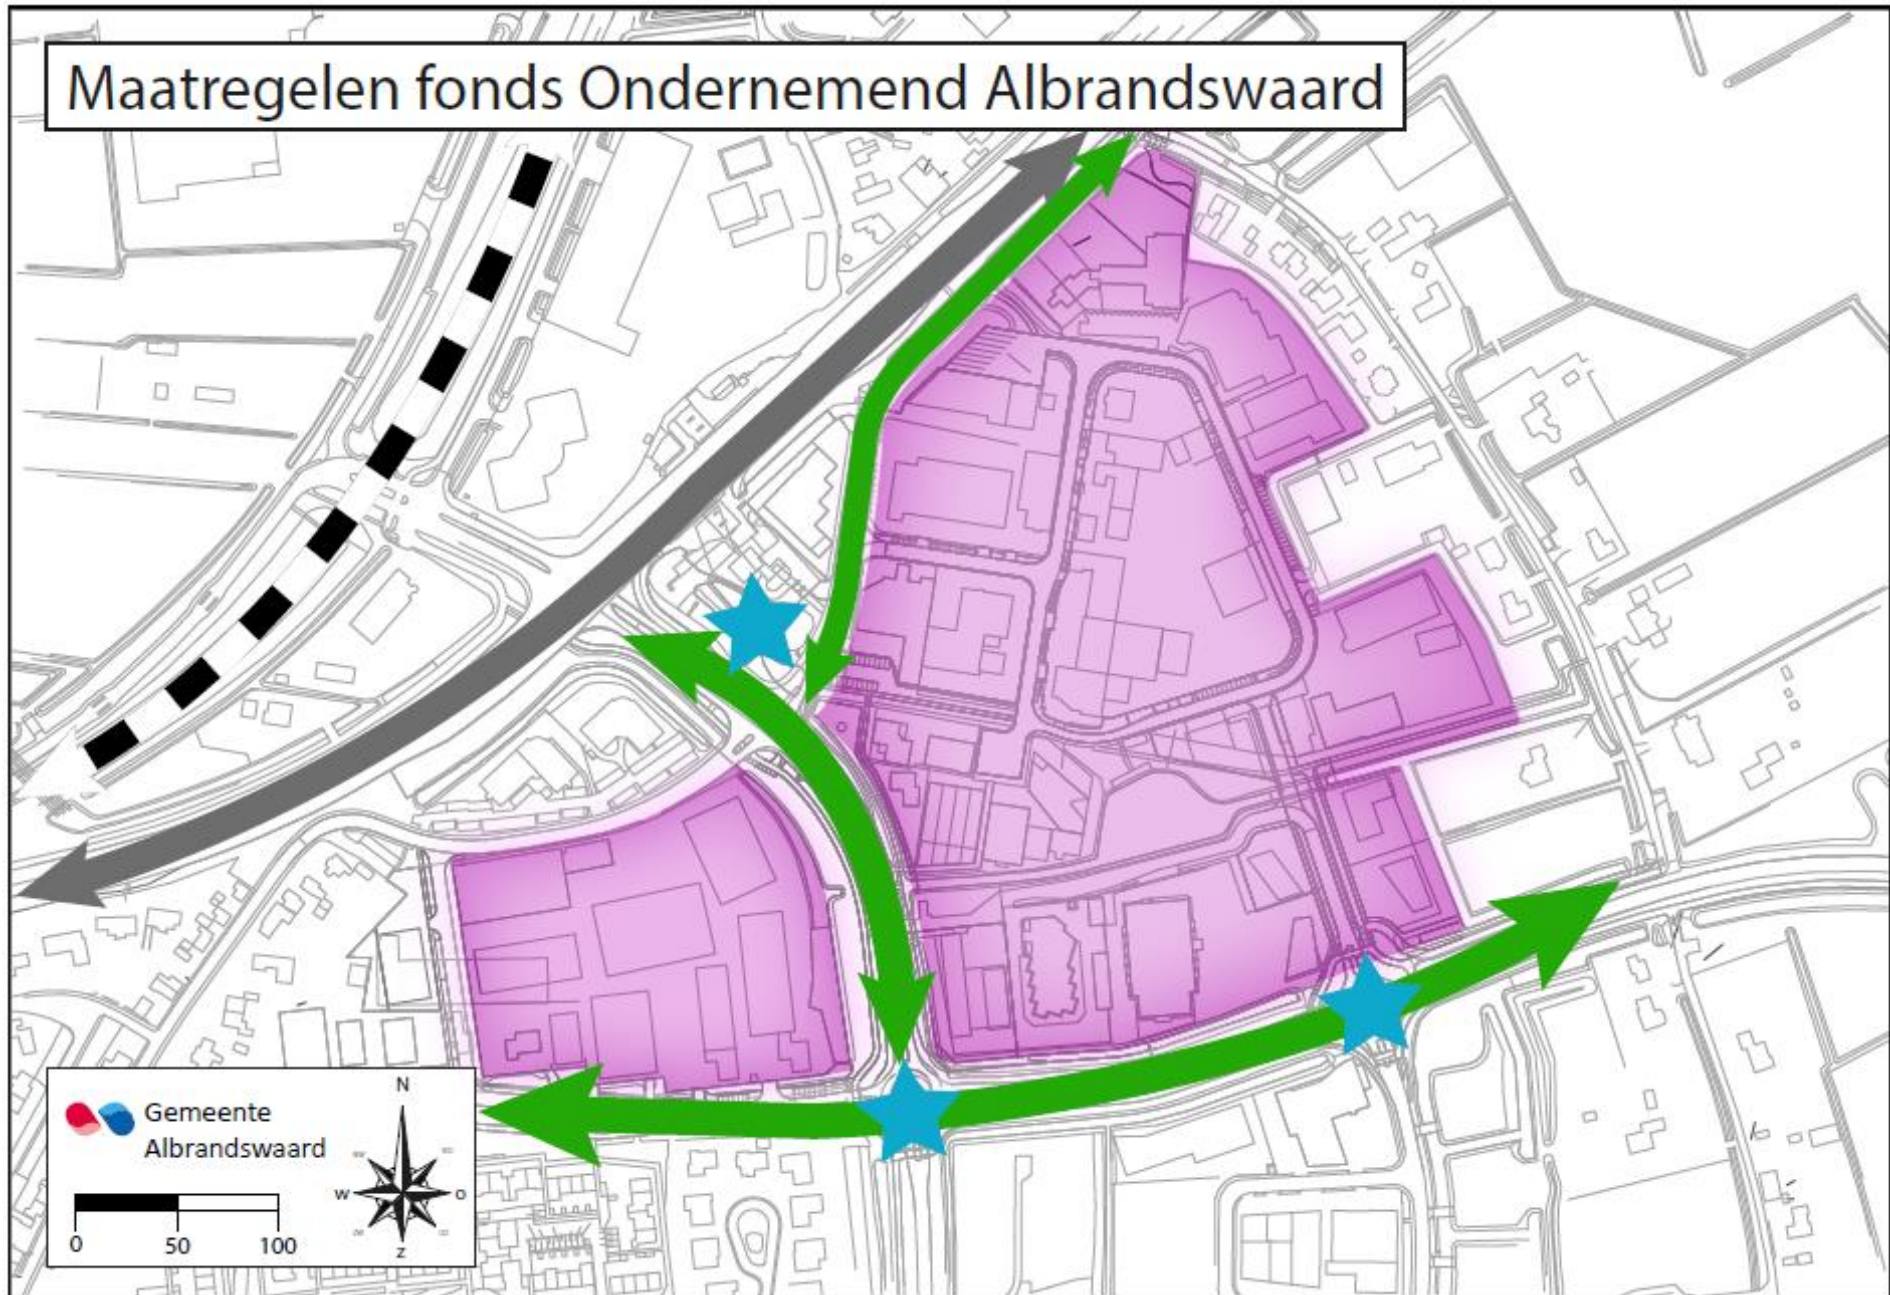 Maatregelen fonds Ondernemend Albrandswaard
Gemeente
Albrandswaard
N
W
O
Z
0 50 100